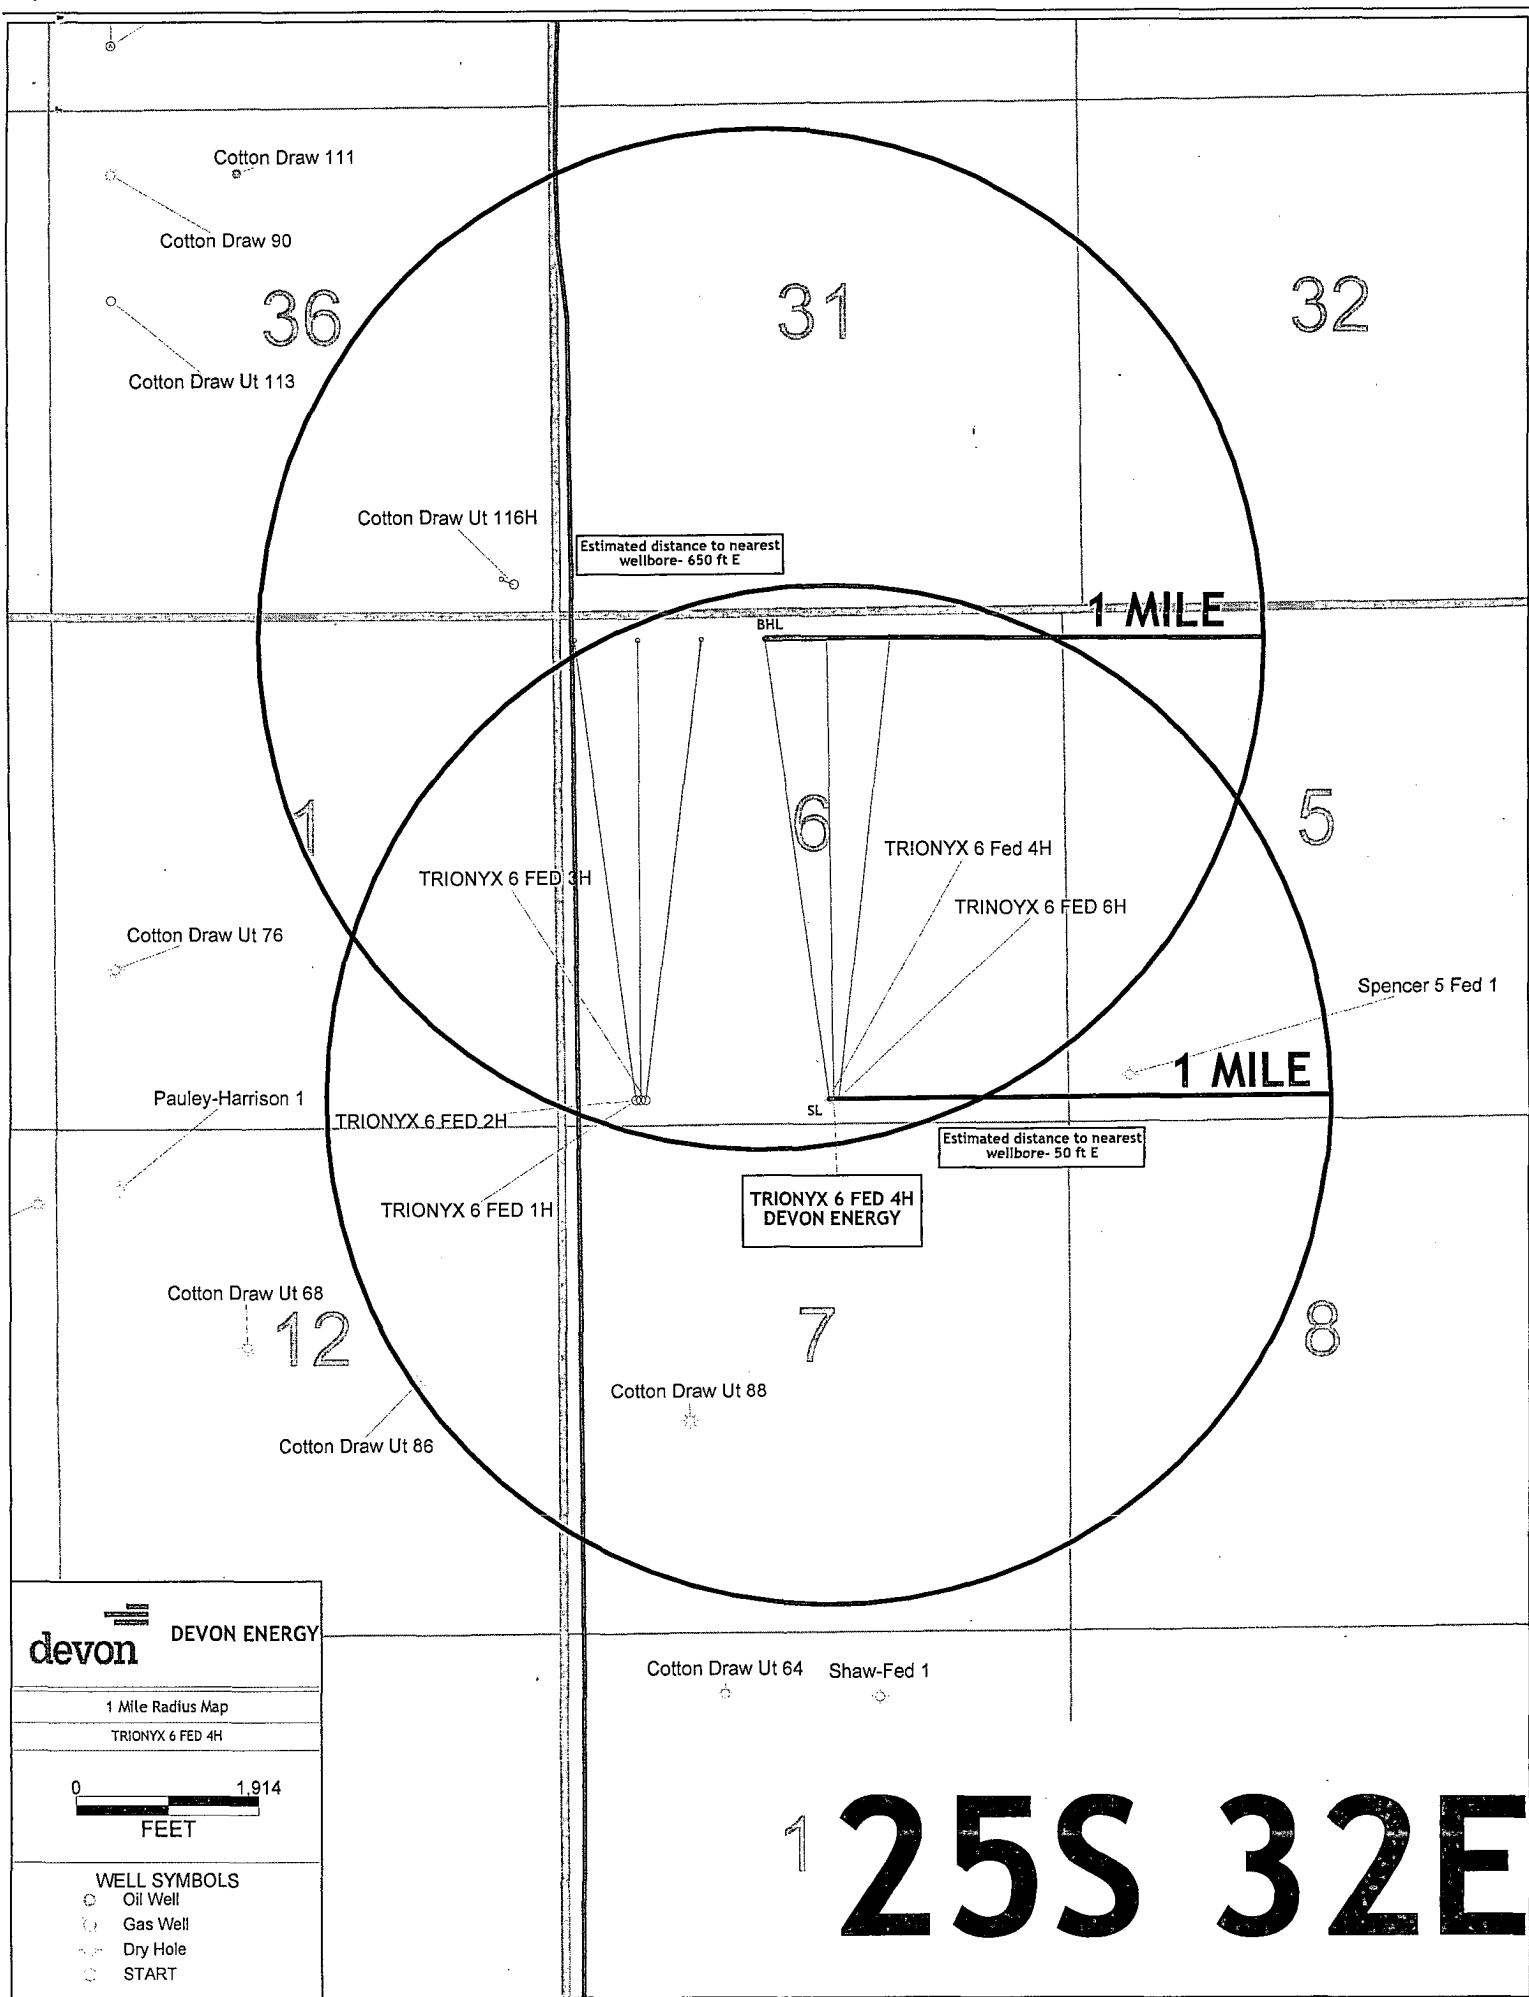 Cotton Draw 111
Cotton Draw 90
36
31
32
Cotton Draw Ut 113
Cotton Draw Ut 116H
Estimated distance to nearest
wellbore- 650 ft E
1 MILE
BHL
1
6
5
TRIONYX 6 Fed 4H
TRIONYX 6 FED 3H
TRINOYX 6 FED 6H
Cotton Draw Ut 76
Spencer 5 Fed 1
1 MILE
Pauley-Harrison 1
SL
TRIONYX 6 FED 2H
Estimated distance to nearest
wellbore- 50 ft E
TRIONYX 6 FED 1H
TRIONYX 6 FED 4H
DEVON ENERGY
Cotton Draw Ut 68
12
7
8
Cotton Draw Ut 88
Cotton Draw Ut 86
devon
DEVON ENERGY
Cotton Draw Ut 64
Shaw-Fed 1
1 Mile Radius Map
TRIONYX 6 FED 4H
0 1,914
FEET
1
25S 32E
WELL SYMBOLS
Oil Well
Gas Well
Dry Hole
START